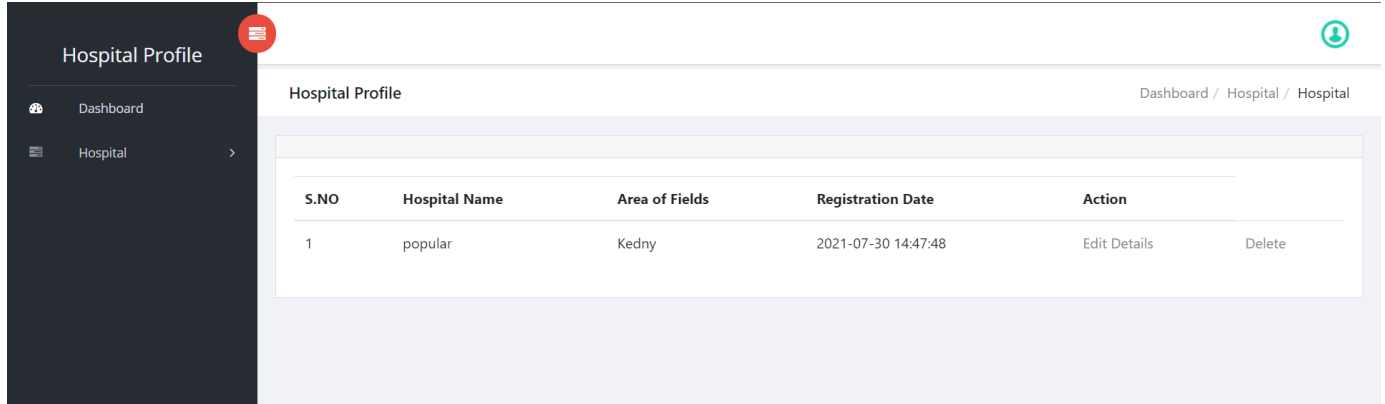 Hospital Profile
Dashboard
Hospital
Hospital Profile
Dashboard / Hospital / Hospital
S.NO Hospital Name Area of Fields Registration Date Action
1 popular Kedny 2021-07-30 14:47:48 Edit Details Delete